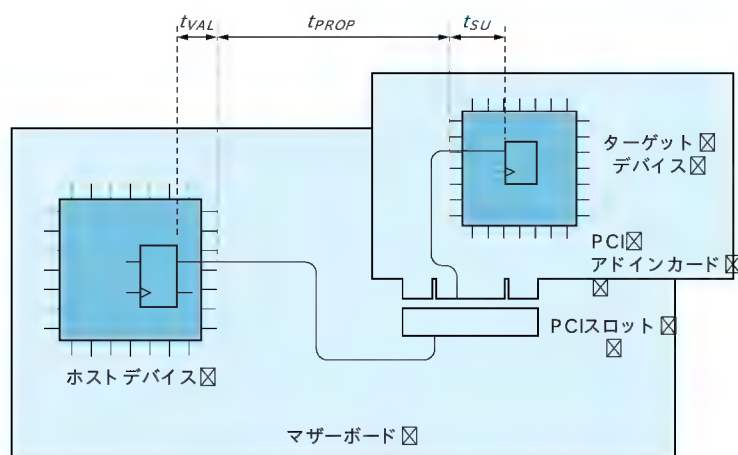 tVAL tPROP tSU
ターゲット
デバイス
PCI
アドインカード
PCIスロット
ホストデバイス
マザーボード